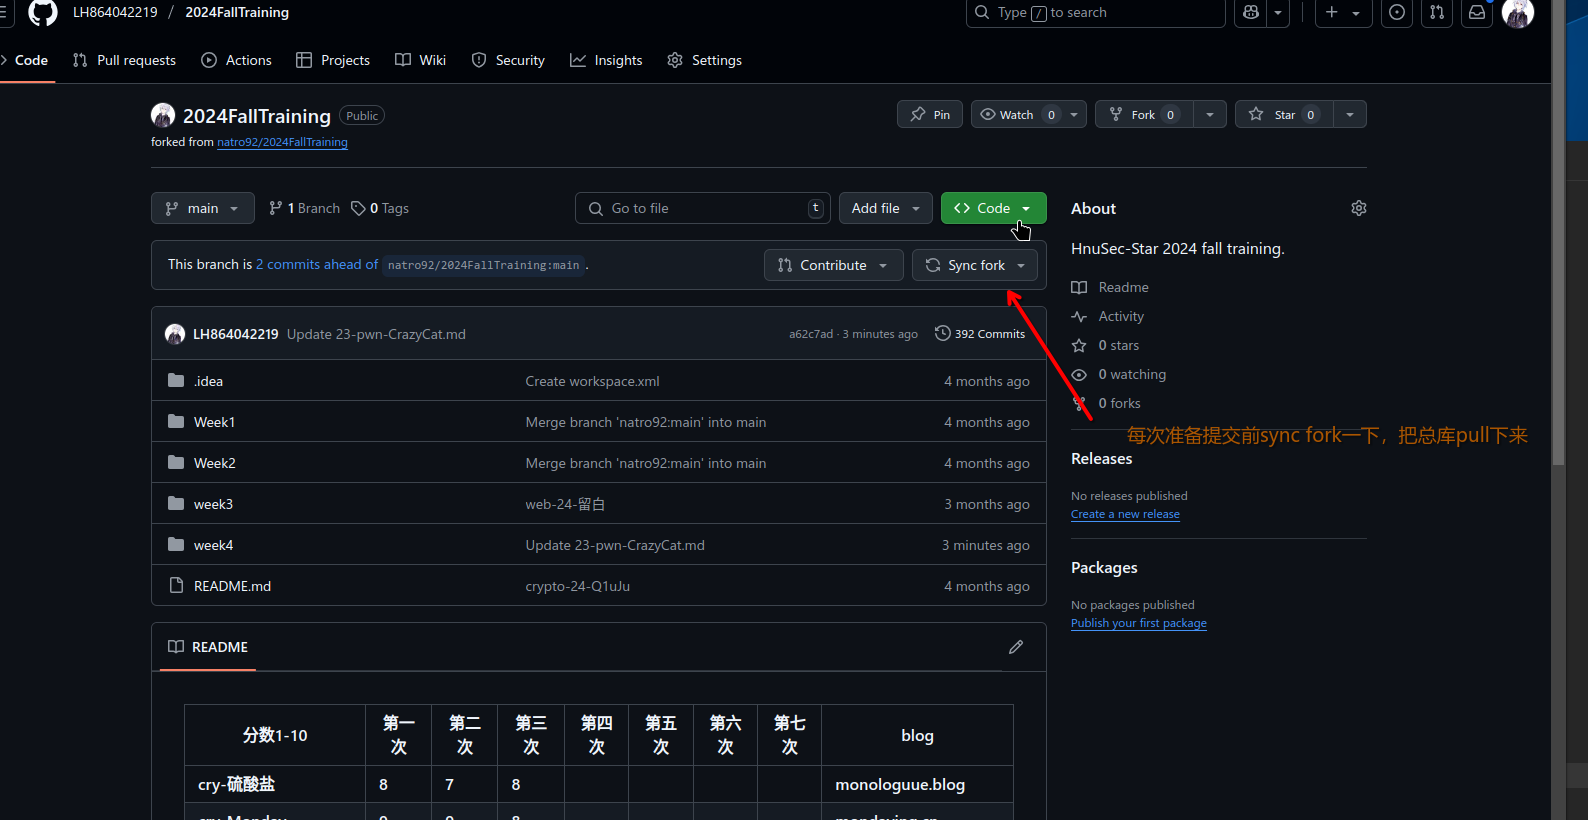 LH864042219 / 2024FallTraining
Type / to search
Code
Pull requests
Actions
Projects
Wiki
Security
Insights
Settings
2024FallTraining Public
forked from natro92/2024FallTraining
Pin
Watch 0
Fork 0
Star 0
main
1 Branch
0 Tags
Go to file t
Add file
Code
This branch is 2 commits ahead of natro92/2024FallTraining:main .
Contribute
Sync fork
LH864042219 Update 23-pwn-CrazyCat.md a62c7ad · 3 minutes ago 392 Commits
.idea Create workspace.xml 4 months ago
Week1 Merge branch 'natro92:main' into main 4 months ago
Week2 Merge branch 'natro92:main' into main 4 months ago
week3 web-24-留白 3 months ago
week4 Update 23-pwn-CrazyCat.md 3 minutes ago
README.md crypto-24-Q1uJu 4 months ago
README
分数1-10 第一次 第二次 第三次 第四次 第五次 第六次 第七次 blog
cry-硫酸盐 8 7 8 monologuue.blog
About
HnuSec-Star 2024 fall training.
Readme
Activity
0 stars
0 watching
0 forks
每次准备提交前sync fork一下，把总库pull下来
Releases
No releases published
Create a new release
Packages
No packages published
Publish your first package